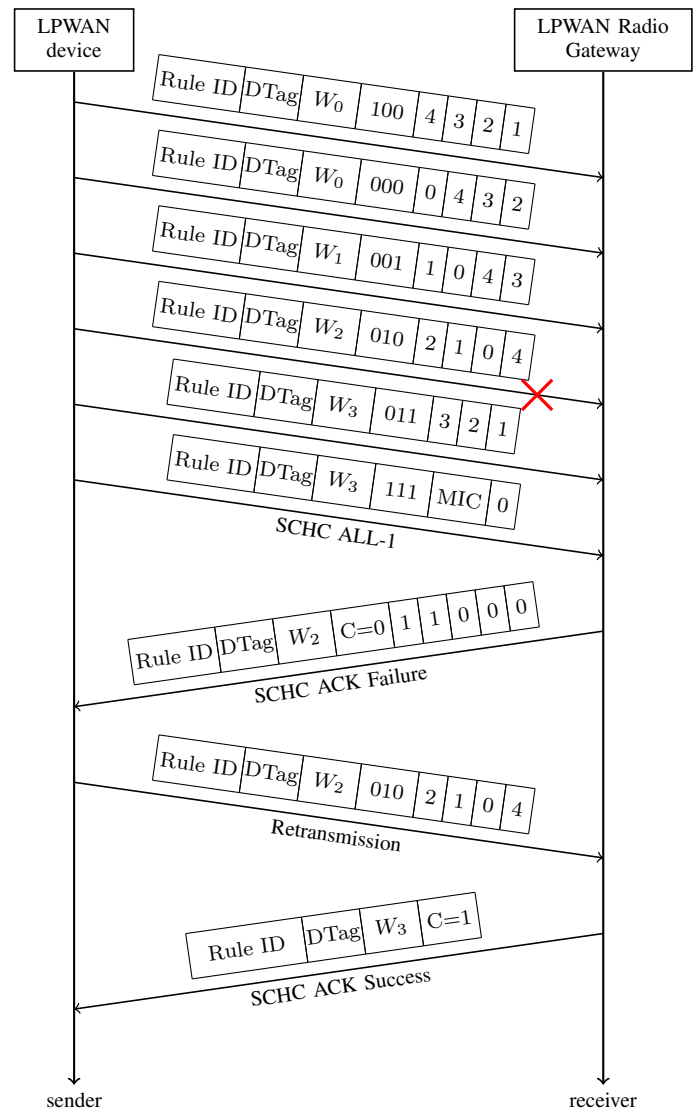 LPWAN device
LPWAN Radio Gateway
Rule ID DTag W₀ 100 4 3 2 1
Rule ID DTag W₀ 000 0 4 3 2
Rule ID DTag W₁ 001 1 0 4 3
Rule ID DTag W₂ 010 2 1 0 4
Rule ID DTag W₃ 011 3 2 1
Rule ID DTag W₃ 111 MIC 0
SCHC ALL-1
Rule ID DTag W₂ C=0 1 1 0 0 0
SCHC ACK Failure
Rule ID DTag W₂ 010 2 1 0 4
Retransmission
Rule ID DTag W₃ C=1
SCHC ACK Success
sender
receiver